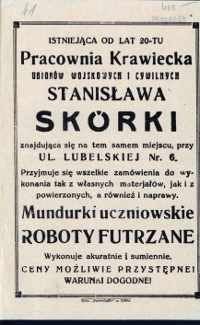 ISTNIEJĄCA OD LAT 20-TU
Pracownia Krawiecka
UBIORÓW WOJSKOWYCH I CYWILNYCH
STANISŁAWA
SKÓRKI
znajdująca się na tem samem miejscu, przy
UL. LUBELSKIEJ Nr. 6.
Przyjmuje się wszelkie zamówienia do wy-
konania tak z własnych materjałów, jak i z
powierzonych, a również i naprawy.
Mundurki uczniowskie
ROBOTY FUTRZANE
Wykonuje akuratnie i sumiennie.
CENY MOŻLIWIE PRZYSTĘPNE!
WARUNKI DOGODNE!